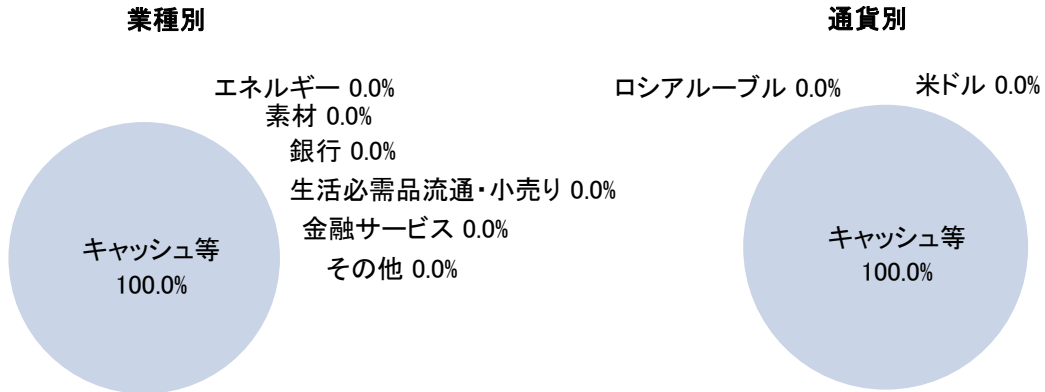 業種別
エネルギー 0.0%
素材 0.0%
銀行 0.0%
生活必需品流通・小売り 0.0%
金融サービス 0.0%
その他 0.0%
キャッシュ等
100.0%
通貨別
ロシアルーブル 0.0%
米ドル 0.0%
キャッシュ等
100.0%